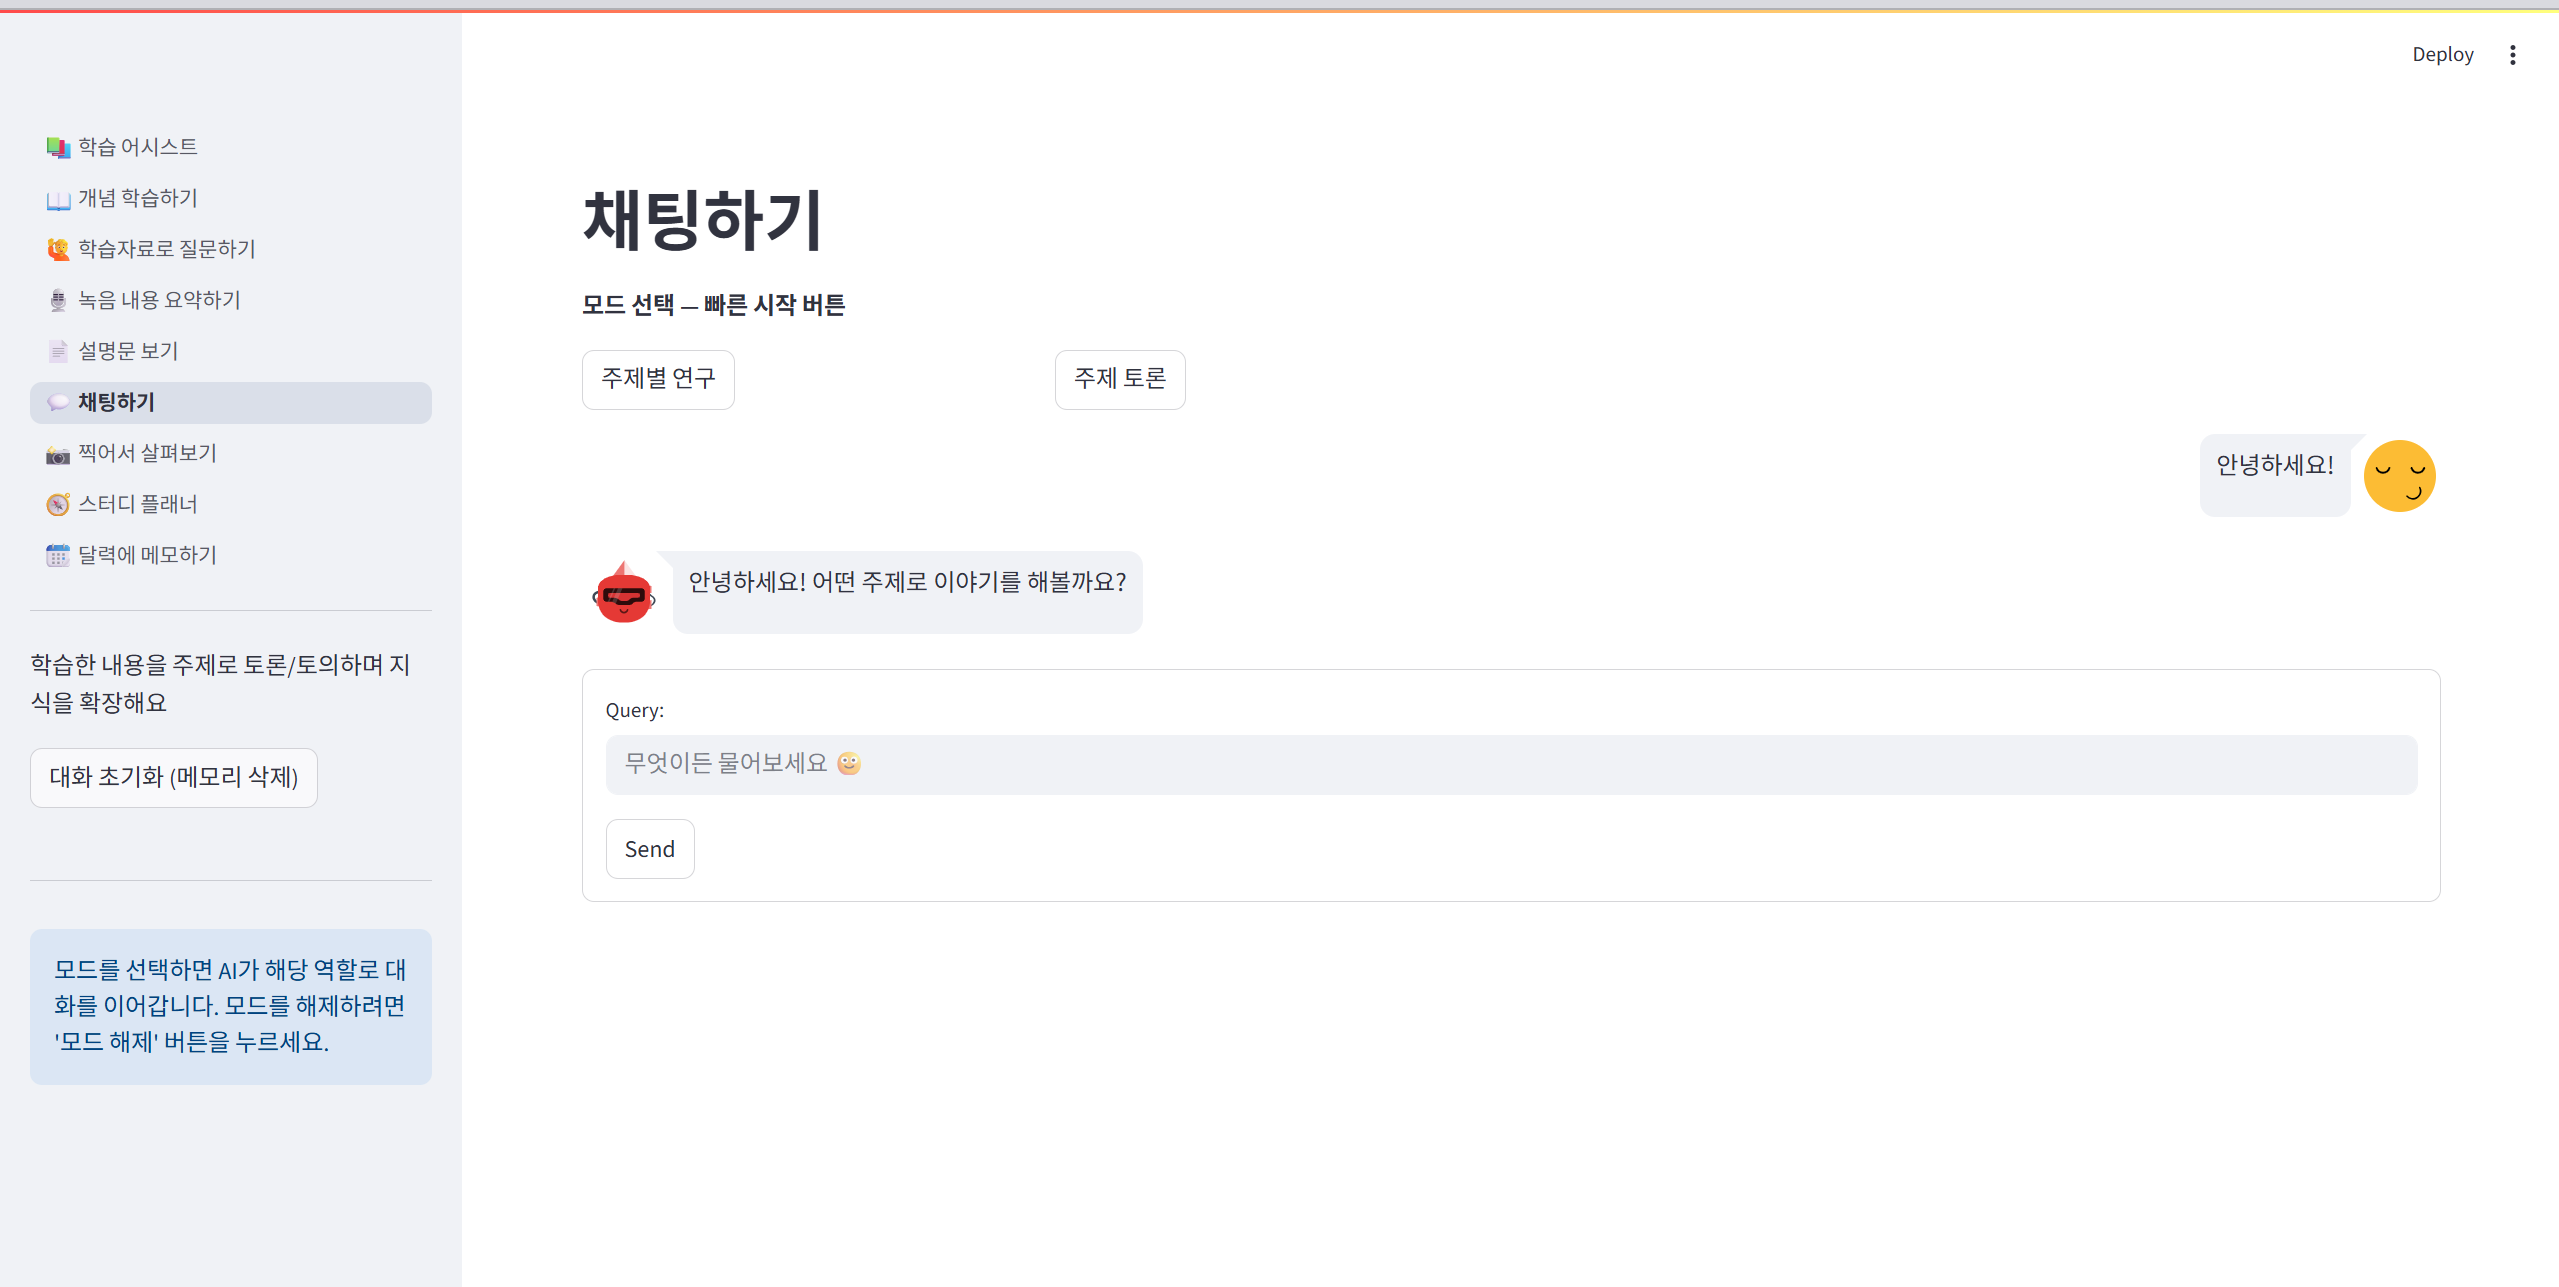 Deploy
학습 어시스트
개념 학습하기
학습자료로 질문하기
녹음 내용 요약하기
설명문 보기
채팅하기
찍어서 살펴보기
스터디 플래너
달력에 메모하기
학습한 내용을 주제로 토론/토의하며 지
식을 확장해요
대화 초기화 (메모리 삭제)
모드를 선택하면 AI가 해당 역할로 대
화를 이어갑니다. 모드를 해제하려면
'모드 해제' 버튼을 누르세요.
채팅하기
모드 선택 — 빠른 시작 버튼
주제별 연구
주제 토론
안녕하세요!
안녕하세요! 어떤 주제로 이야기를 해볼까요?
Query:
무엇이든 물어보세요
Send